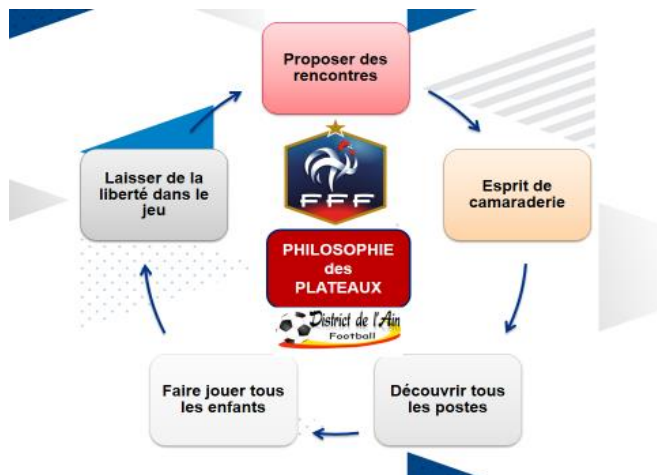 Proposer des
rencontres
Esprit de
camaraderie
Découvrir tous
les postes
Faire jouer tous
les enfants
Laisser de la
liberté dans le
jeu
FFF
PHILOSOPHIE
des
PLATEAUX
District de l'Ain
Football